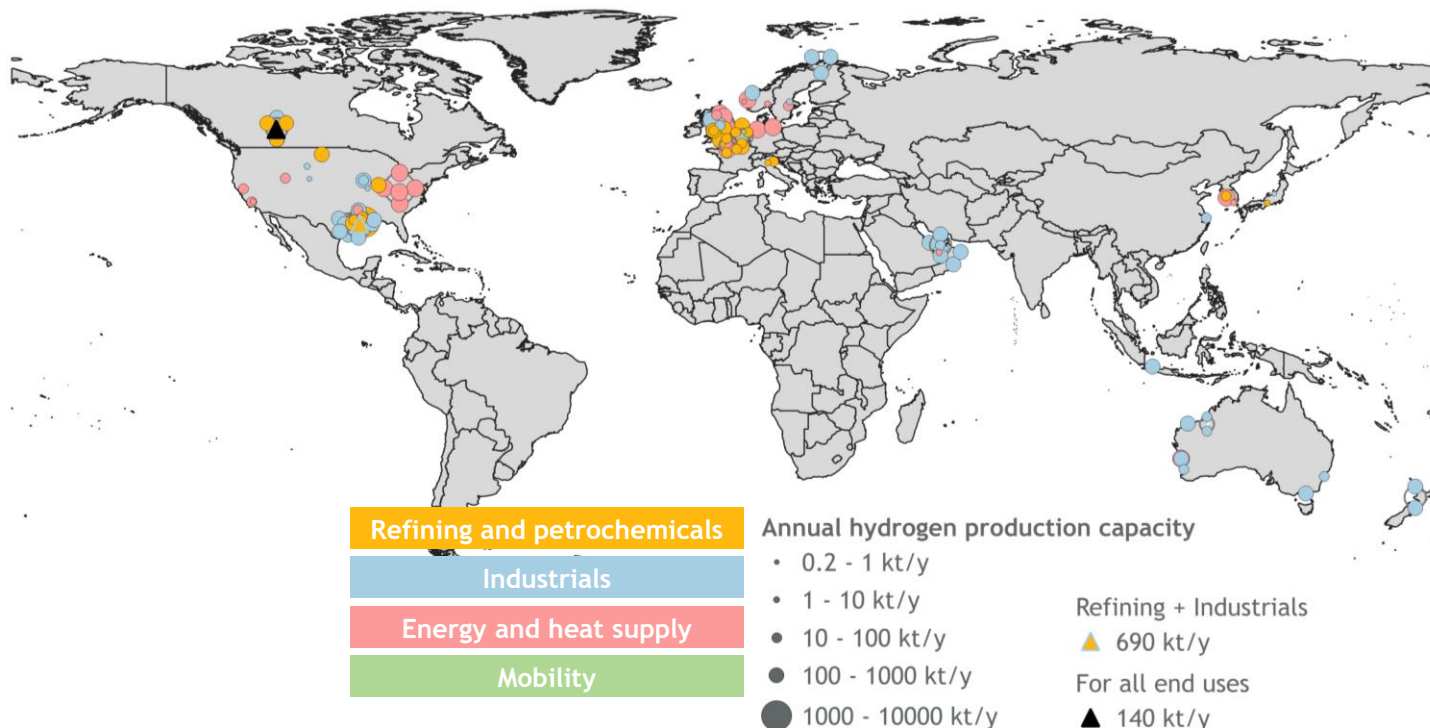 Refining and petrochemicals
Industrials
Energy and heat supply
Mobility
Annual hydrogen production capacity
0.2 - 1 kt/y
1 - 10 kt/y
10 - 100 kt/y
100 - 1000 kt/y
1000 - 10000 kt/y
Refining + Industrials
690 kt/y
For all end uses
140 kt/y